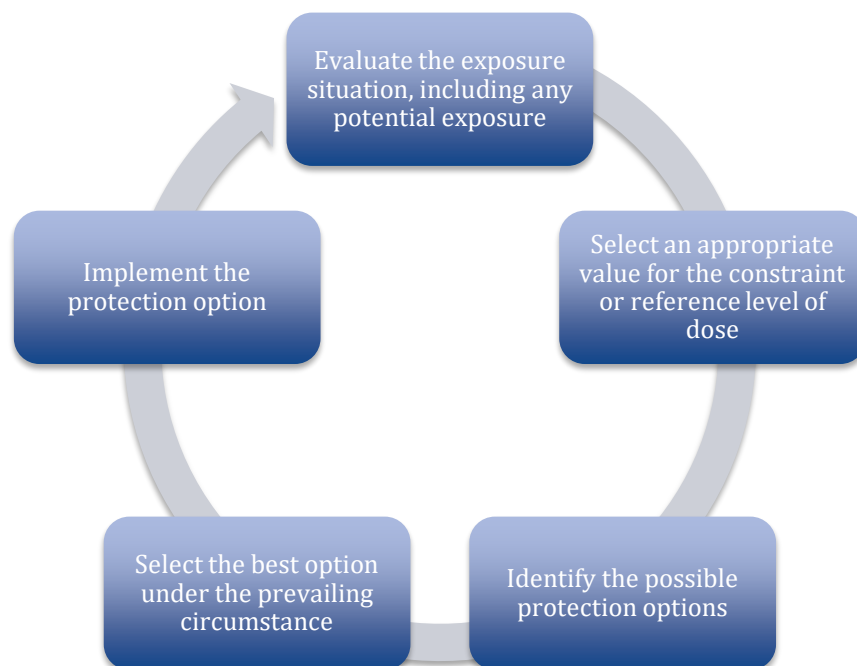 Evaluate the exposure
situation, including any
potential exposure
Select an appropriate
value for the constraint
or reference level of
dose
Identify the possible
protection options
Select the best option
under the prevailing
circumstance
Implement the
protection option